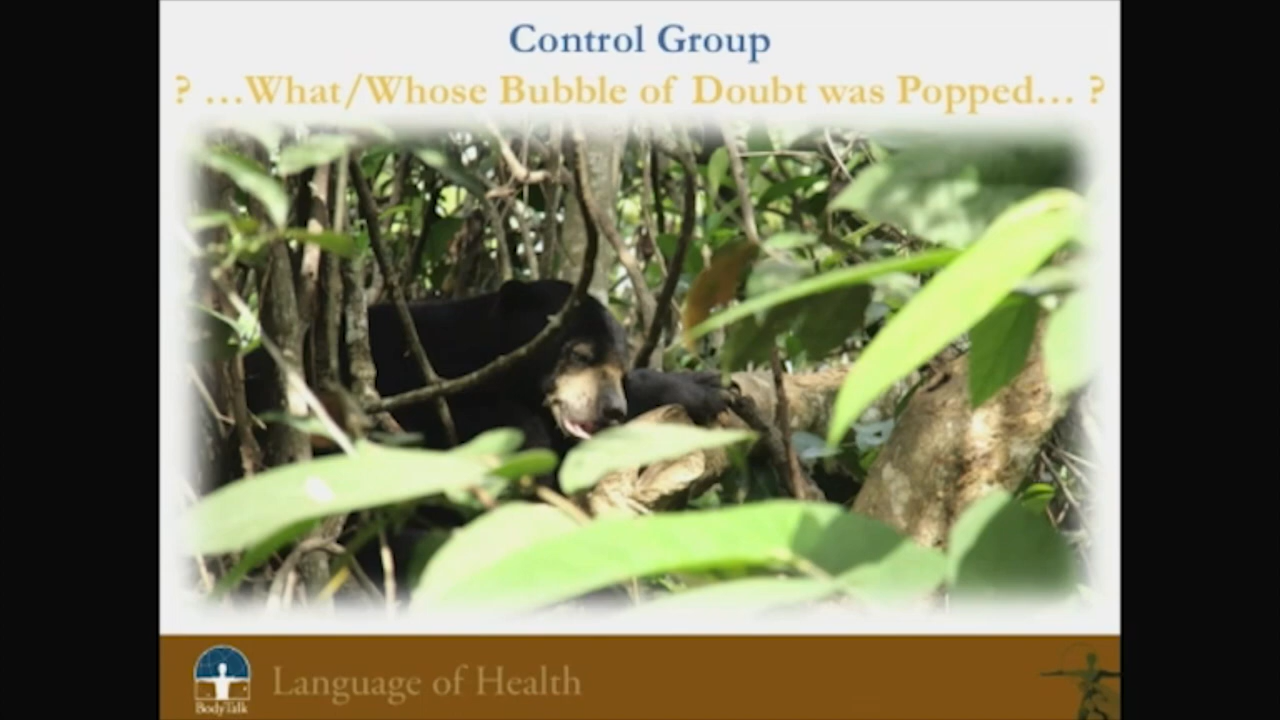 Control Group
? ...What/Whose Bubble of Doubt was Popped... ?
Language of Health
BodyTalk